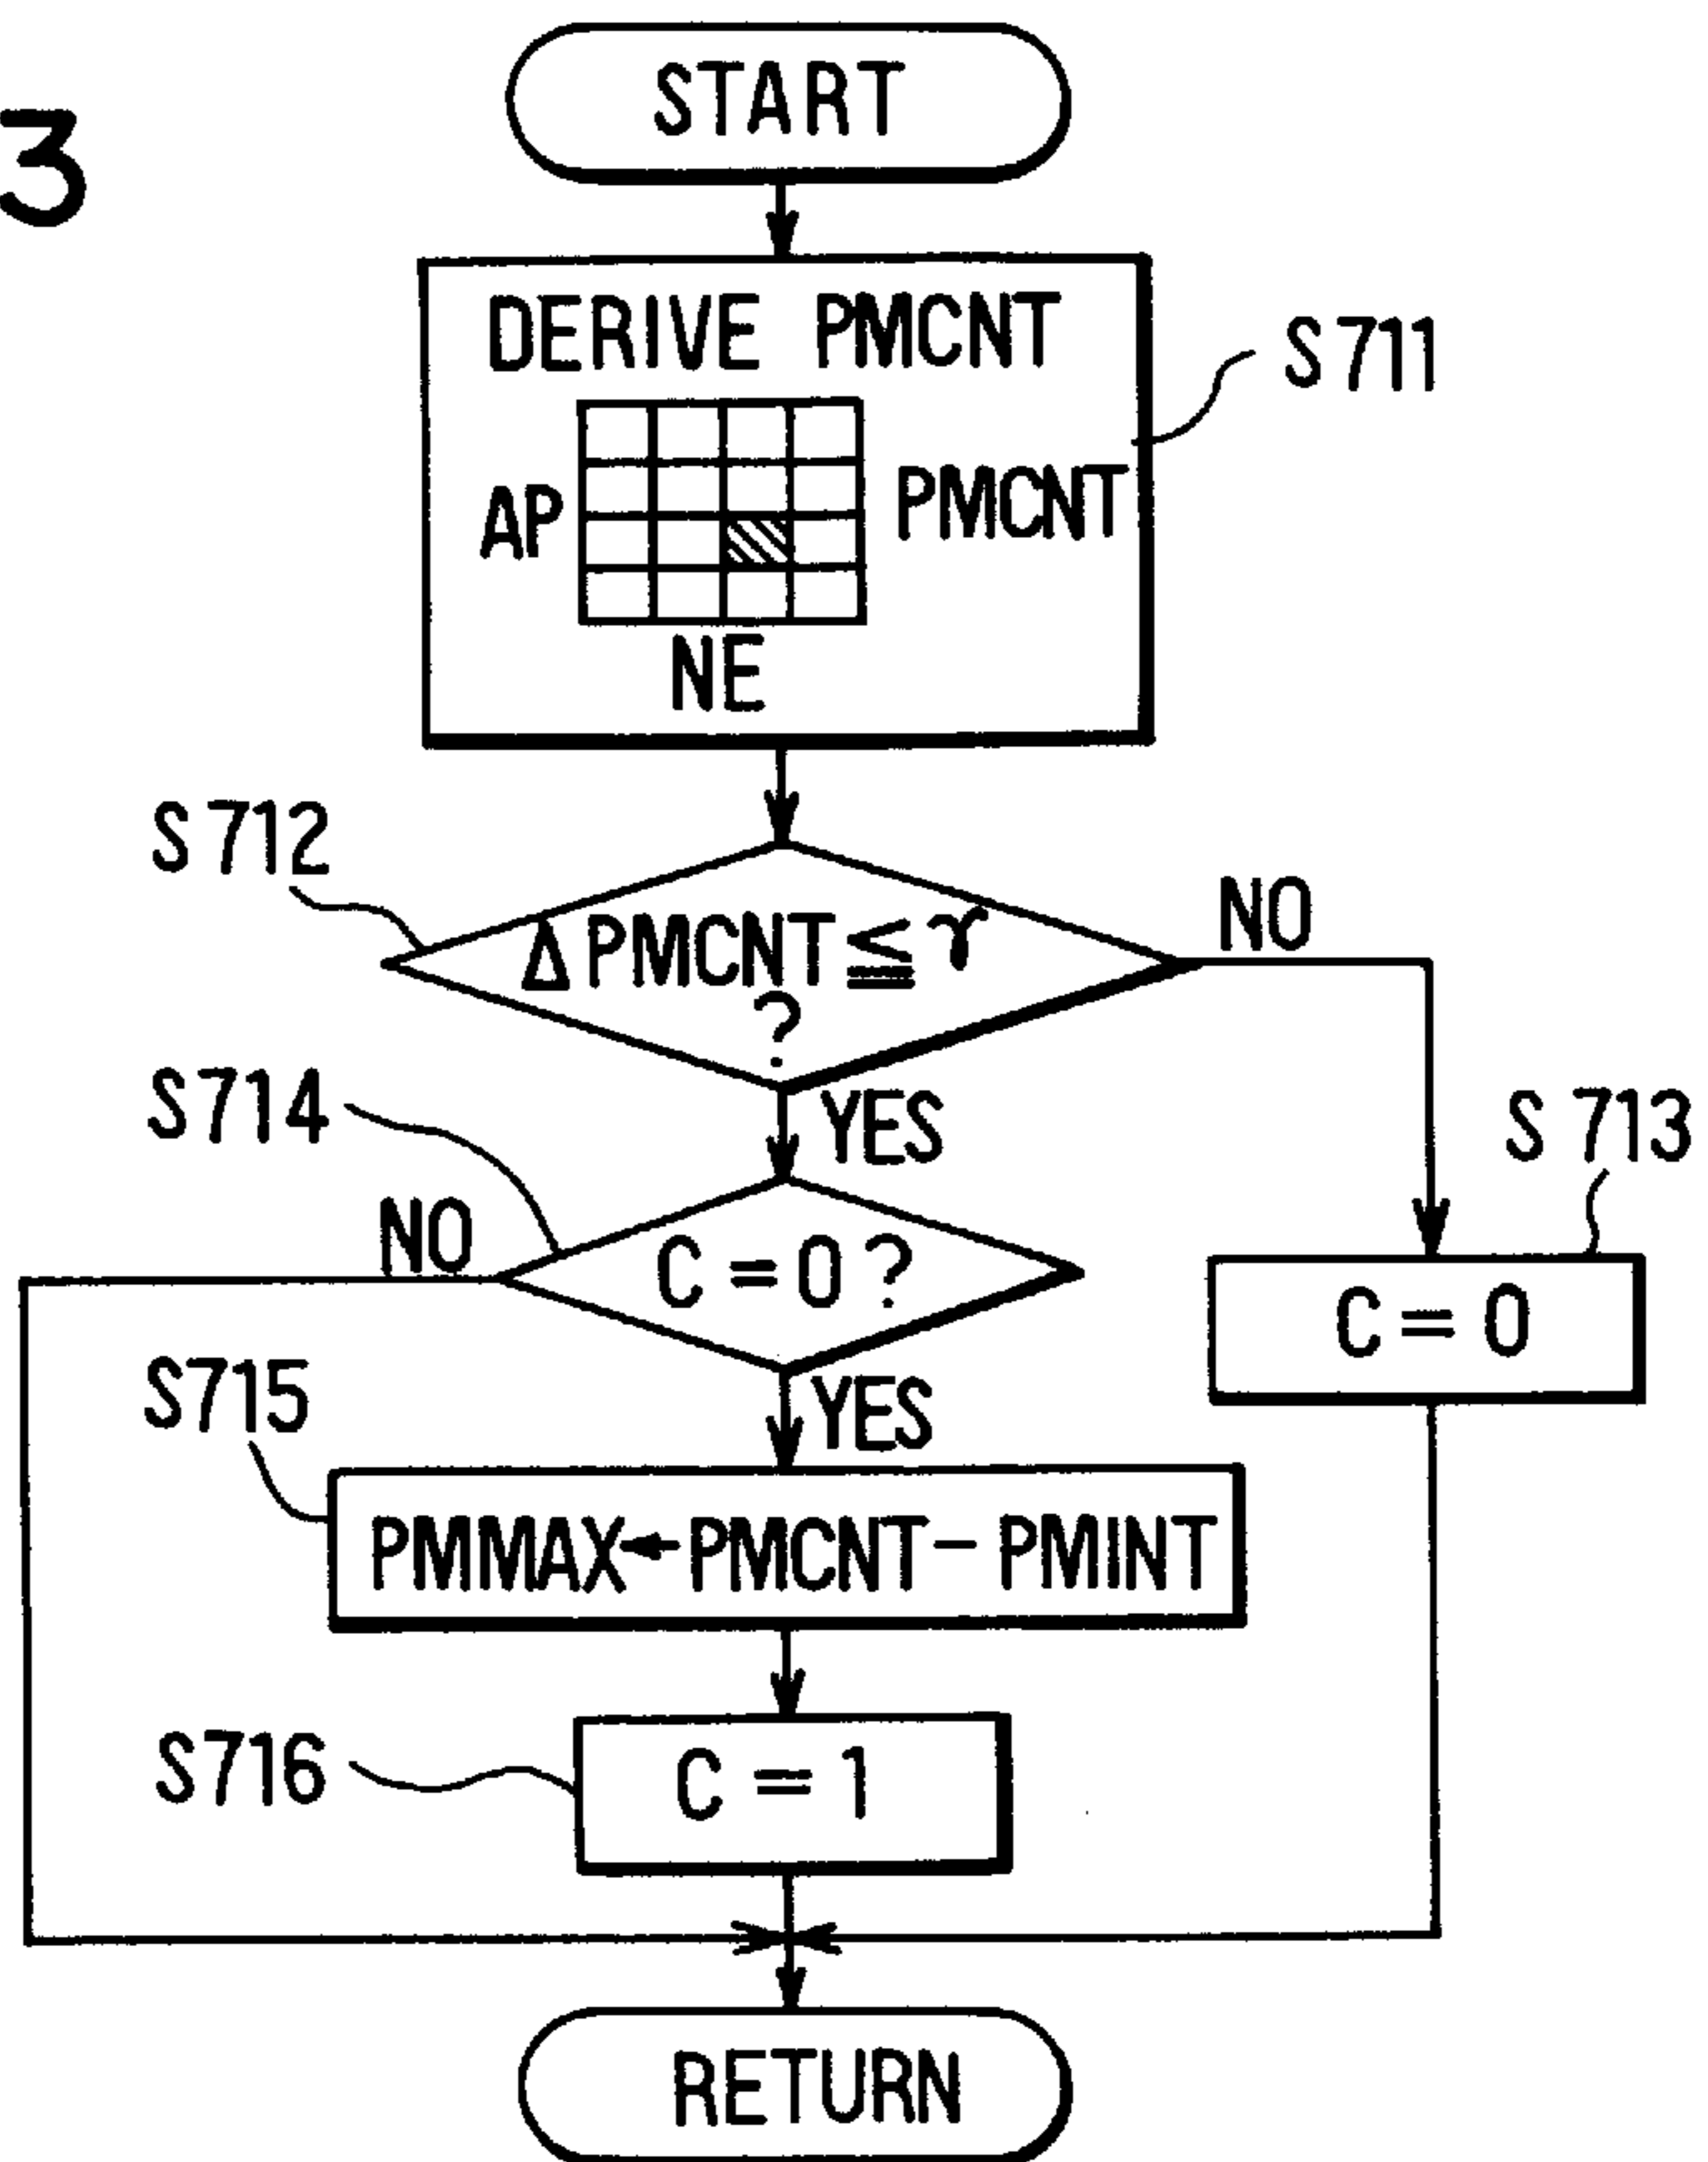 3
START
DERIVE PMCNT
S711
AP
PMCNT
NE
S712
ΔPMCNT≦γ
?
NO
YES
S714
S713
NO
C=0?
C=0
YES
S715
PMMAX←PMCNT-PMINT
S716
C=1
RETURN